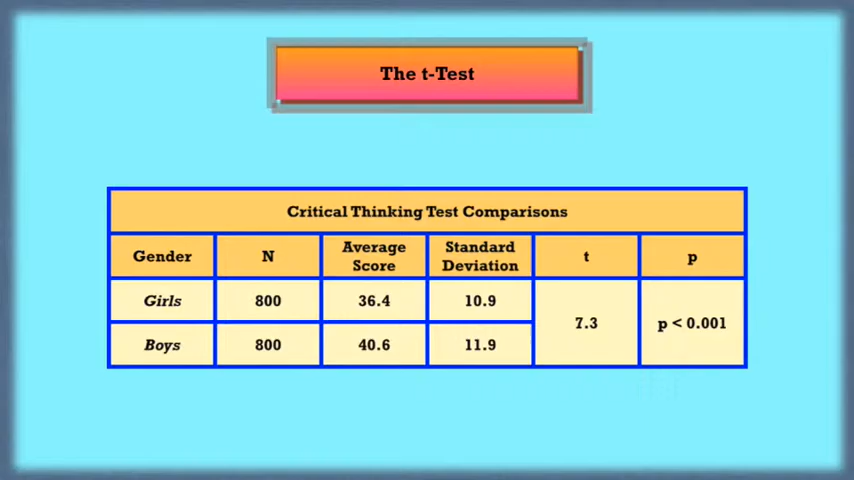 The t-Test
Critical Thinking Test Comparisons
Gender N Average Score Standard Deviation t p
Girls 800 36.4 10.9 7.3 p < 0.001
Boys 800 40.6 11.9